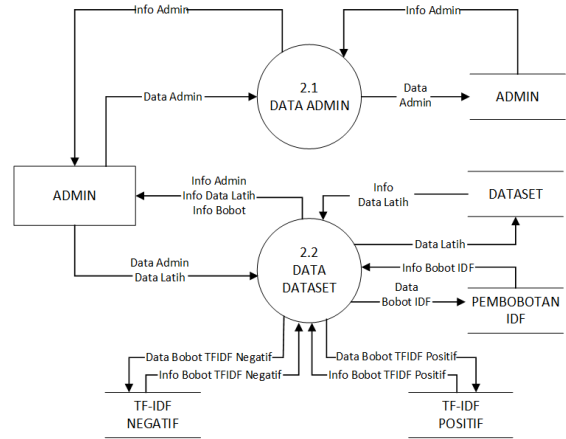 Info Admin
Info Admin
2.1
DATA ADMIN
Data Admin
Data
Admin
ADMIN
ADMIN
Info Admin
Info Data Latih
Info Bobot
Info
Data Latih
DATASET
2.2
DATA
DATASET
Data Latih
Data Admin
Data Latih
Info Bobot IDF
Data
Bobot IDF
PEMBOBOTAN
IDF
Data Bobot TFIDF Negatif
Info Bobot TFIDF Negatif
Data Bobot TFIDF Positif
Info Bobot TFIDF Positif
TF-IDF
NEGATIF
TF-IDF
POSITIF